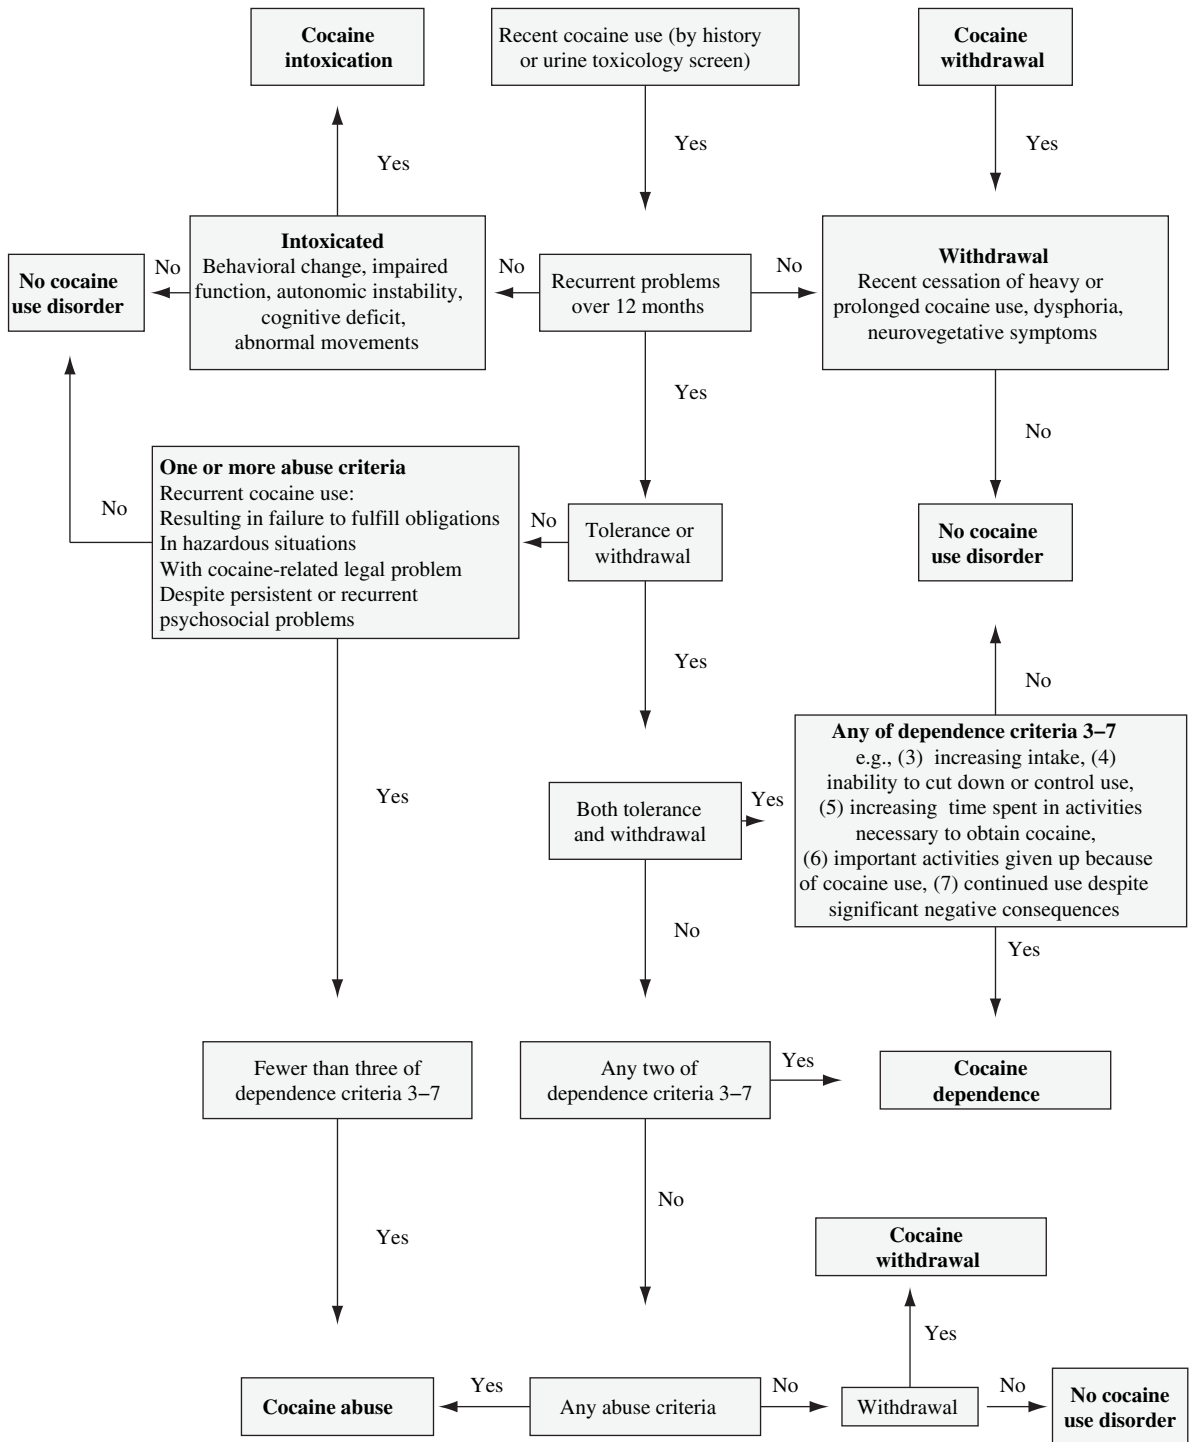 Cocaine
intoxication
Recent cocaine use (by history
or urine toxicology screen)
Cocaine
withdrawal
Yes
Yes
Yes
Intoxicated
Behavioral change, impaired
function, autonomic instability,
cognitive deficit,
abnormal movements
No cocaine
use disorder
No
No
Recurrent problems
over 12 months
No
Withdrawal
Recent cessation of heavy or
prolonged cocaine use, dysphoria,
neurovegetative symptoms
Yes
No
One or more abuse criteria
Recurrent cocaine use:
Resulting in failure to fulfill obligations
In hazardous situations
With cocaine-related legal problem
Despite persistent or recurrent
psychosocial problems
No
No
Tolerance or
withdrawal
No cocaine
use disorder
Yes
No
Any of dependence criteria 3–7
e.g., (3) increasing intake, (4)
inability to cut down or control use,
(5) increasing time spent in activities
necessary to obtain cocaine,
(6) important activities given up because
of cocaine use, (7) continued use despite
significant negative consequences
Yes
Both tolerance
and withdrawal
Yes
No
Yes
Fewer than three of
dependence criteria 3–7
Any two of
dependence criteria 3–7
Yes
Cocaine
dependence
Yes
No
Cocaine
withdrawal
Yes
Cocaine abuse
Yes
Any abuse criteria
No
Withdrawal
No
No cocaine
use disorder